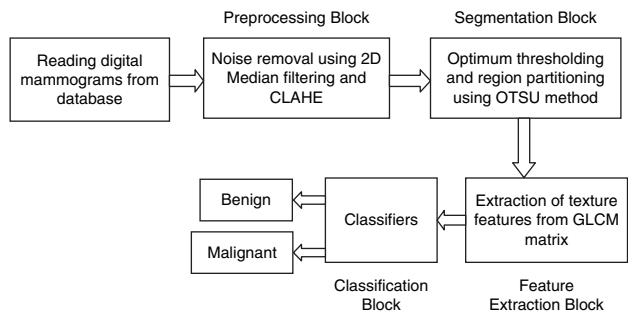 Preprocessing Block
Segmentation Block
Reading digital
mammograms from
database
Noise removal using 2D
Median filtering and
CLAHE
Optimum thresholding
and region partitioning
using OTSU method
Benign
Malignant
Classifiers
Extraction of texture
features from GLCM
matrix
Classification
Block
Feature
Extraction Block